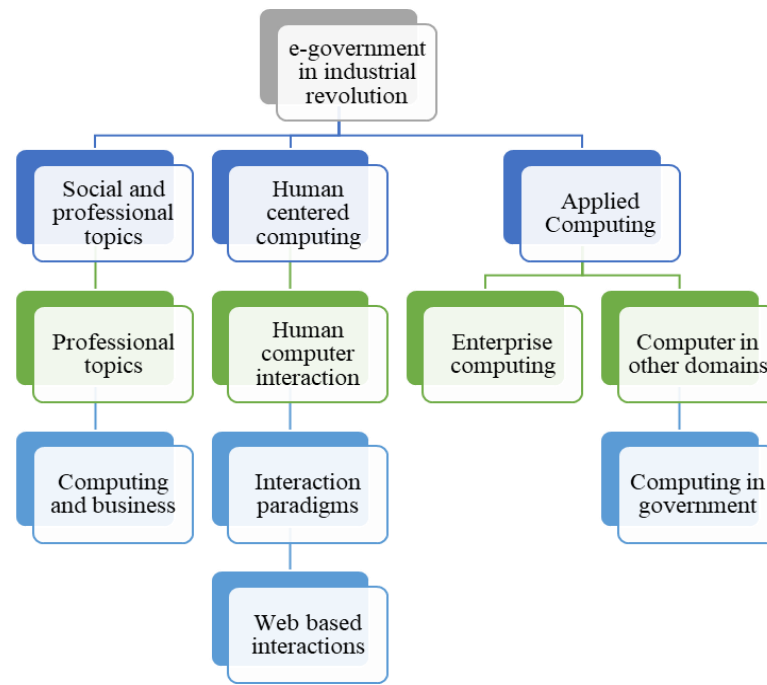 e-government
in industrial
revolution
Social and
professional
topics
Human
centered
computing
Applied
Computing
Professional
topics
Human
computer
interaction
Enterprise
computing
Computer in
other domains
Computing
and business
Interaction
paradigms
Computing in
government
Web based
interactions